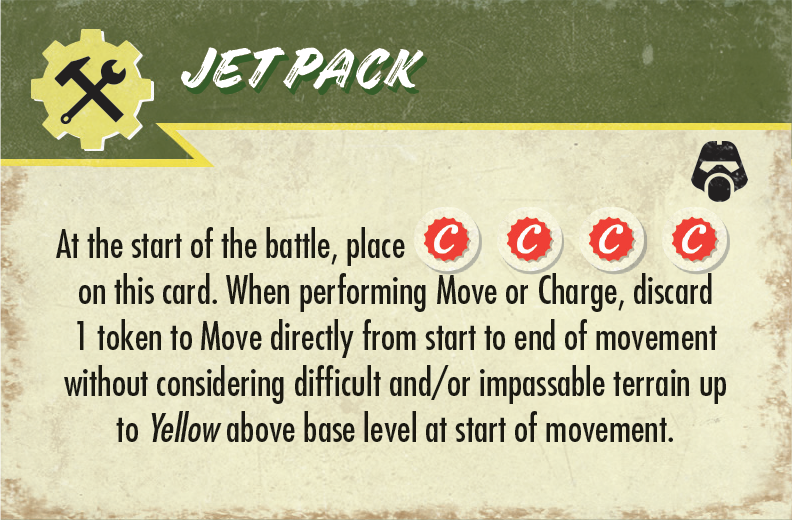 JET PACK
At the start of the battle, place C C C C
on this card. When performing Move or Charge, discard
1 token to Move directly from start to end of movement
without considering difficult and/or impassable terrain up
to Yellow above base level at start of movement.